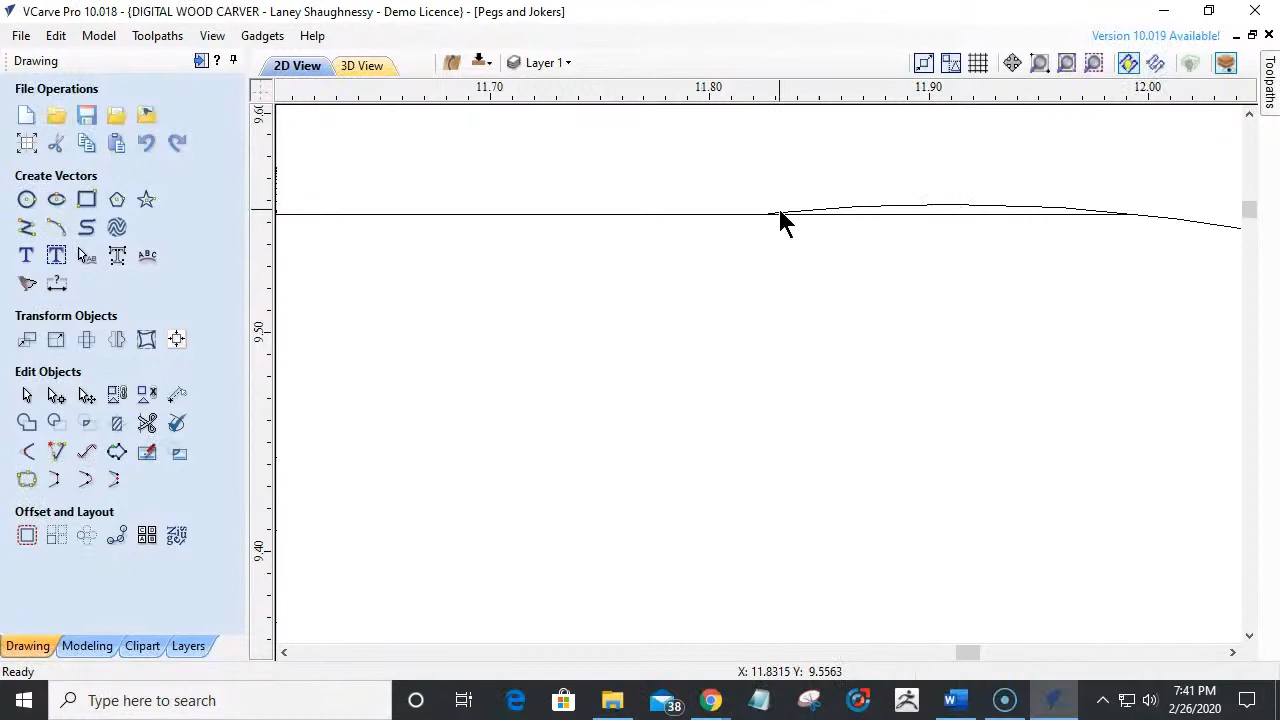 VCarve Pro 10.018 - {DIGITAL WOOD CARVER - Laney Shaughnessy - Demo Licence} - [Pegs and Jokers]
File Edit Model Toolpaths View Gadgets Help
Version 10.019 Available!
Drawing
2D View 3D View
Layer 1
File Operations
11.70 11.80 11.90 12.00
Toolpaths
9.60
Create Vectors
9.50
Transform Objects
Edit Objects
Offset and Layout
9.40
Drawing Modeling Clipart Layers
Ready
X: 11.8315 Y: 9.5563
Type here to search
38
7:41 PM
2/26/2020